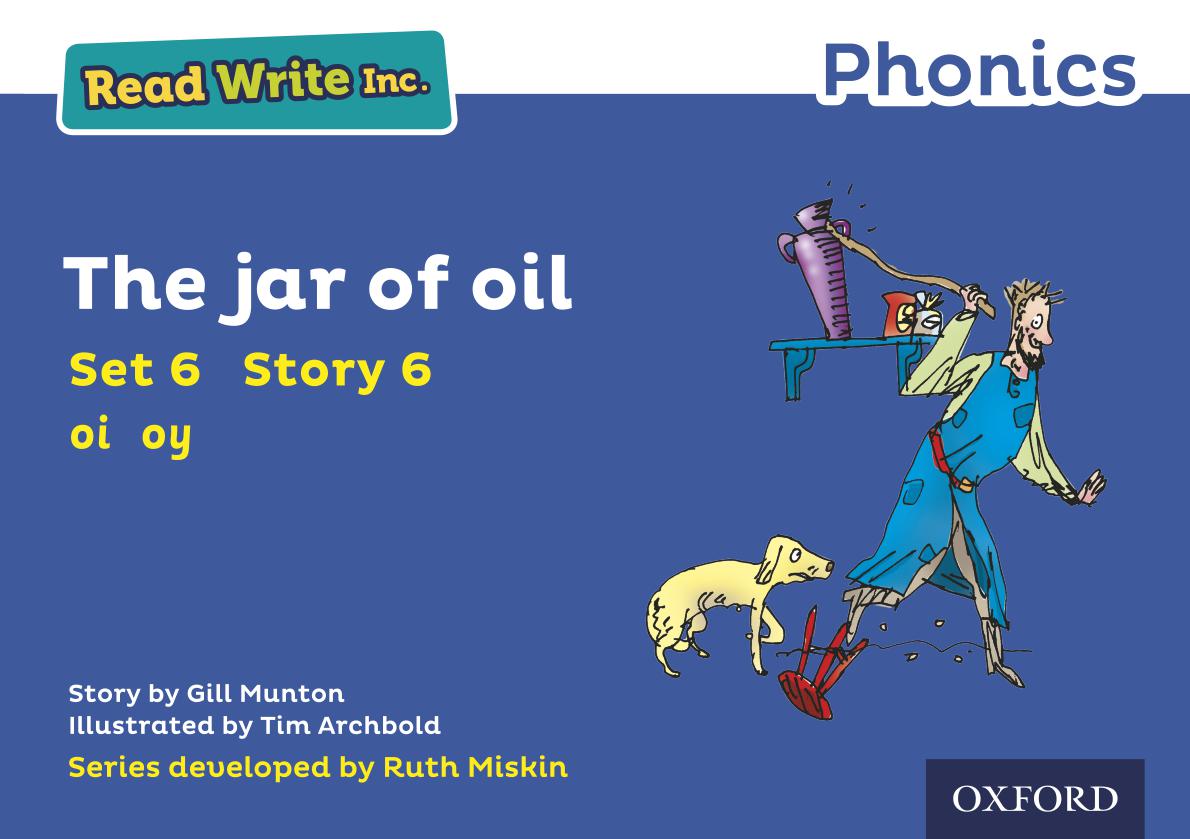 Read Write Inc.
Phonics
The jar of oil
Set 6 Story 6
oi oy
Story by Gill Munton
Illustrated by Tim Archbold
Series developed by Ruth Miskin
OXFORD